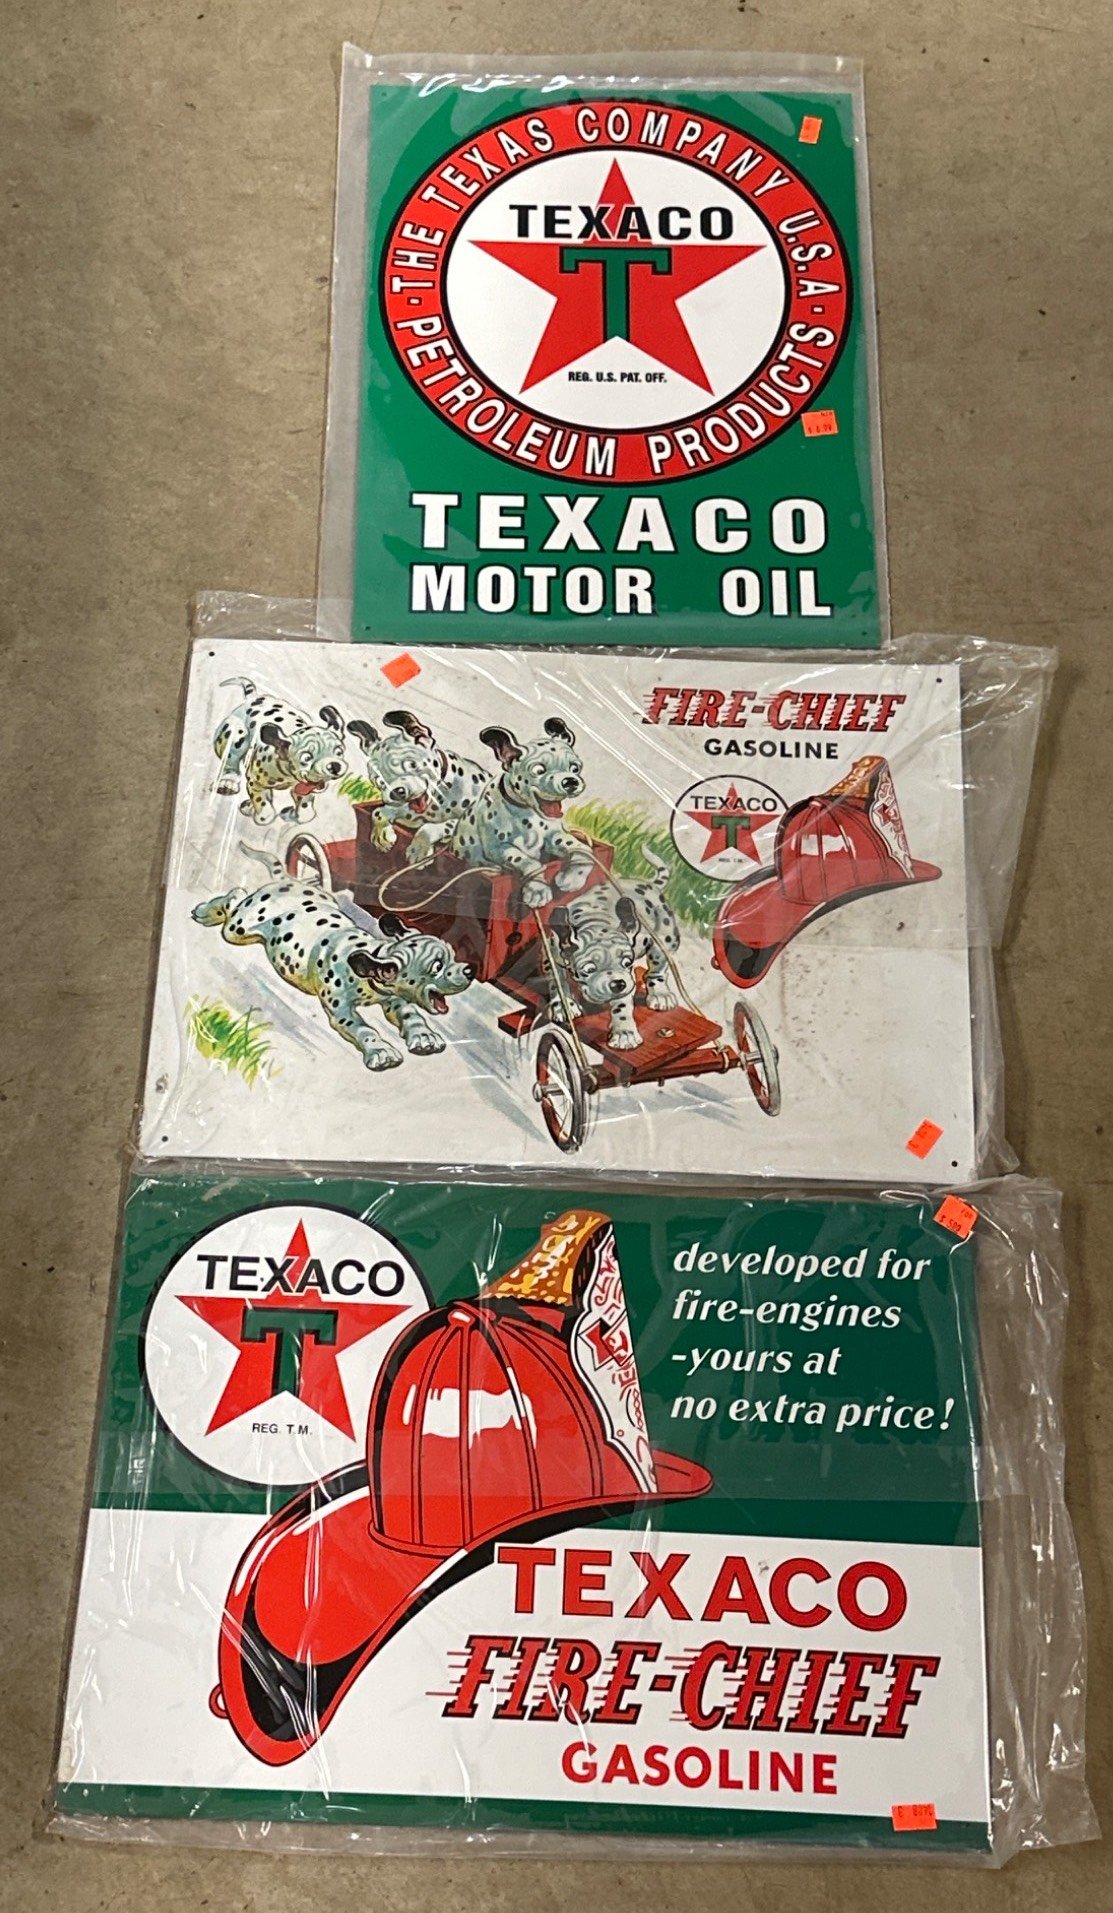 ·THE TEXAS COMPANY U.S.A·
PETROLEUM PRODUCTS
TEXACO
T
REG. U.S. PAT. OFF.
TEXACO
MOTOR OIL
FIRE-CHIEF
GASOLINE
TEXACO
T
TEXACO
T
REG. T.M.
developed for
fire-engines
-yours at
no extra price!
TEXACO
FIRE-CHIEF
GASOLINE